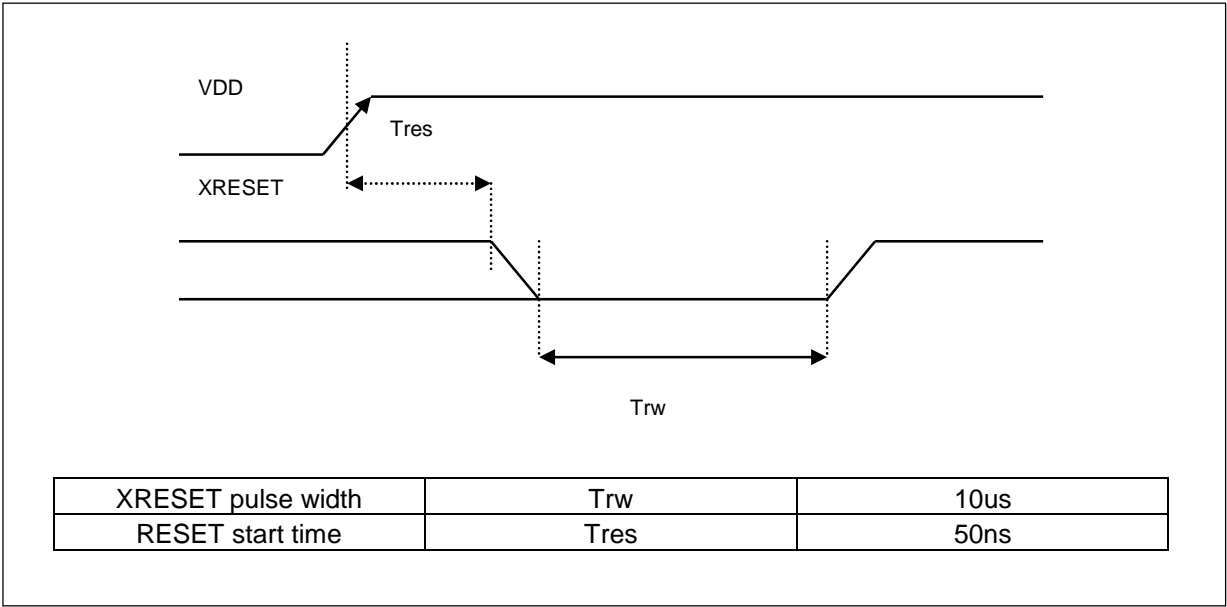 VDD
Tres
XRESET
Trw
XRESET pulse width Trw 10us
RESET start time Tres 50ns